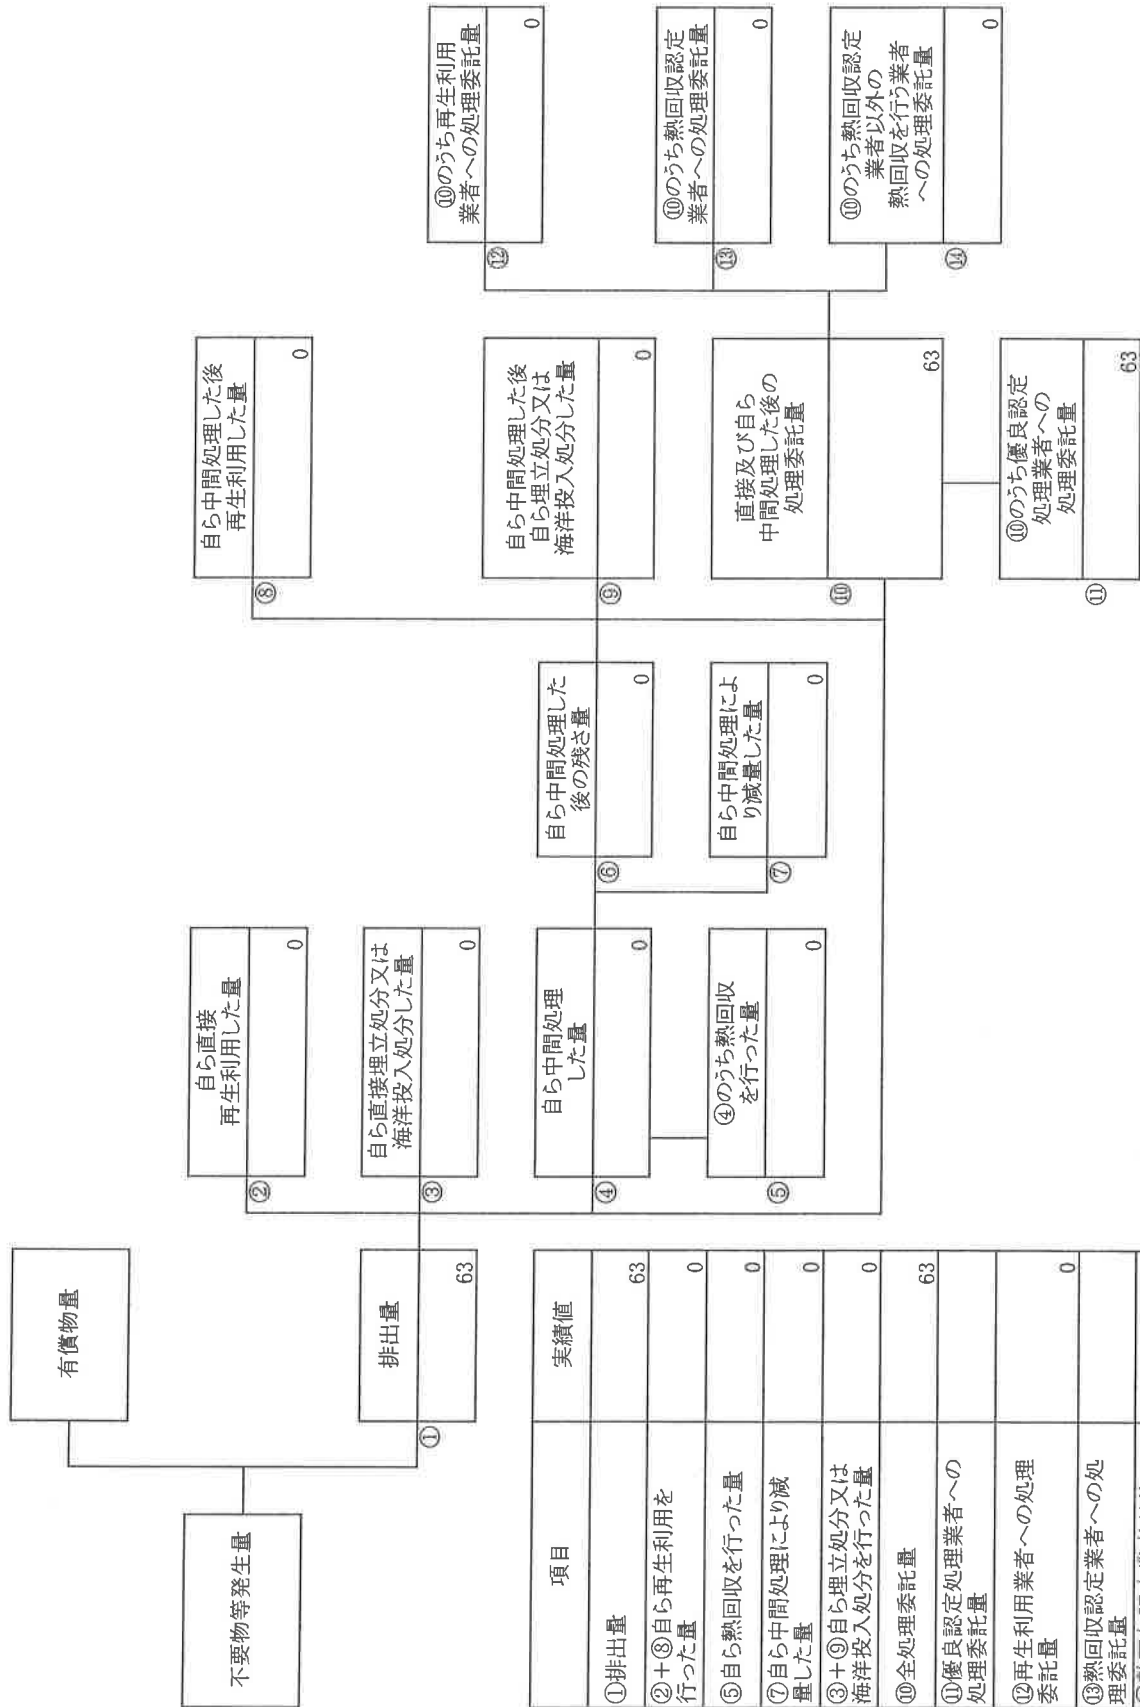 不要物等発生量
有償物量
①
排出量
63
②
自ら直接
再生利用した量
0
③
自ら直接埋立処分又は
海洋投入処分した量
0
④
自ら中間処理
した量
0
⑤
④のうち熱回収
を行った量
0
⑥
自ら中間処理した
後の残さ量
0
⑦
自ら中間処理によ
り減量した量
0
⑧
自ら中間処理した後
再生利用した量
0
⑨
自ら中間処理した後
自ら埋立処分又は
海洋投入処分した量
0
⑩
直接及び自ら
中間処理した後の
処理委託量
63
⑪
⑩のうち優良認定
処理業者への
処理委託量
63
⑫
⑩のうち再生利用
業者への処理委託量
0
⑬
⑩のうち熱回収認定
業者への処理委託量
0
⑭
⑩のうち熱回収認定
業者以外の
熱回収を行う業者
への処理委託量
0
項目 実績値
①排出量 63
②+⑧自ら再生利用を
行った量 0
⑤自ら熱回収を行った量 0
⑦自ら中間処理により減
量した量 0
③+⑨自ら埋立処分又は
海洋投入処分を行った量 0
⑩全処理委託量 63
⑪優良認定処理業者への
処理委託量
⑫再生利用業者への処理
委託量 0
⑬熱回収認定業者への処
理委託量